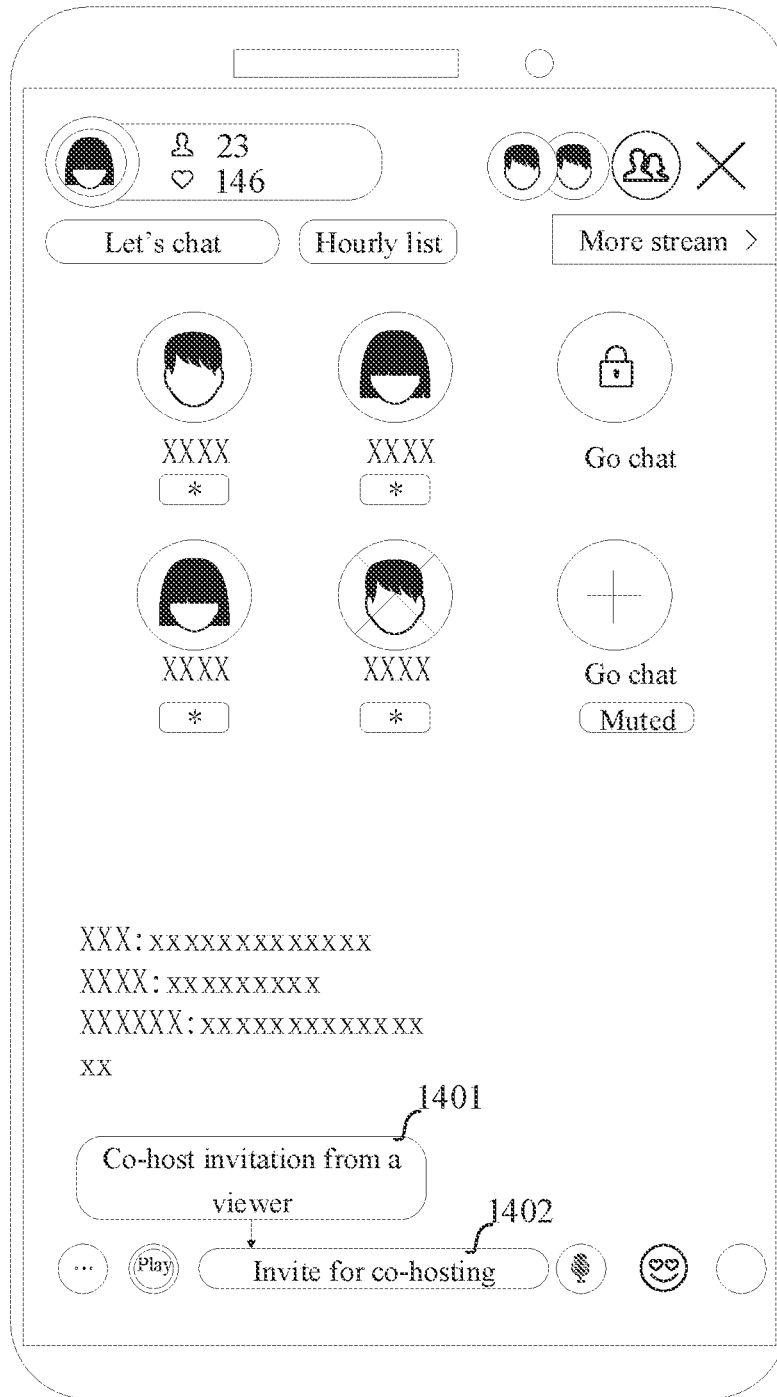 23
146
Let's chat
Hourly list
More stream >
XXXX
XXXX
Go chat
*
*
XXXX
XXXX
Go chat
*
*
Muted
XXX:xxxxxxxxxxxxx
XXXX:xxxxxxxxx
XXXXXX:xxxxxxxxxxxxx
xx
1401
Co-host invitation from a
viewer
1402
...
Play
Invite for co-hosting